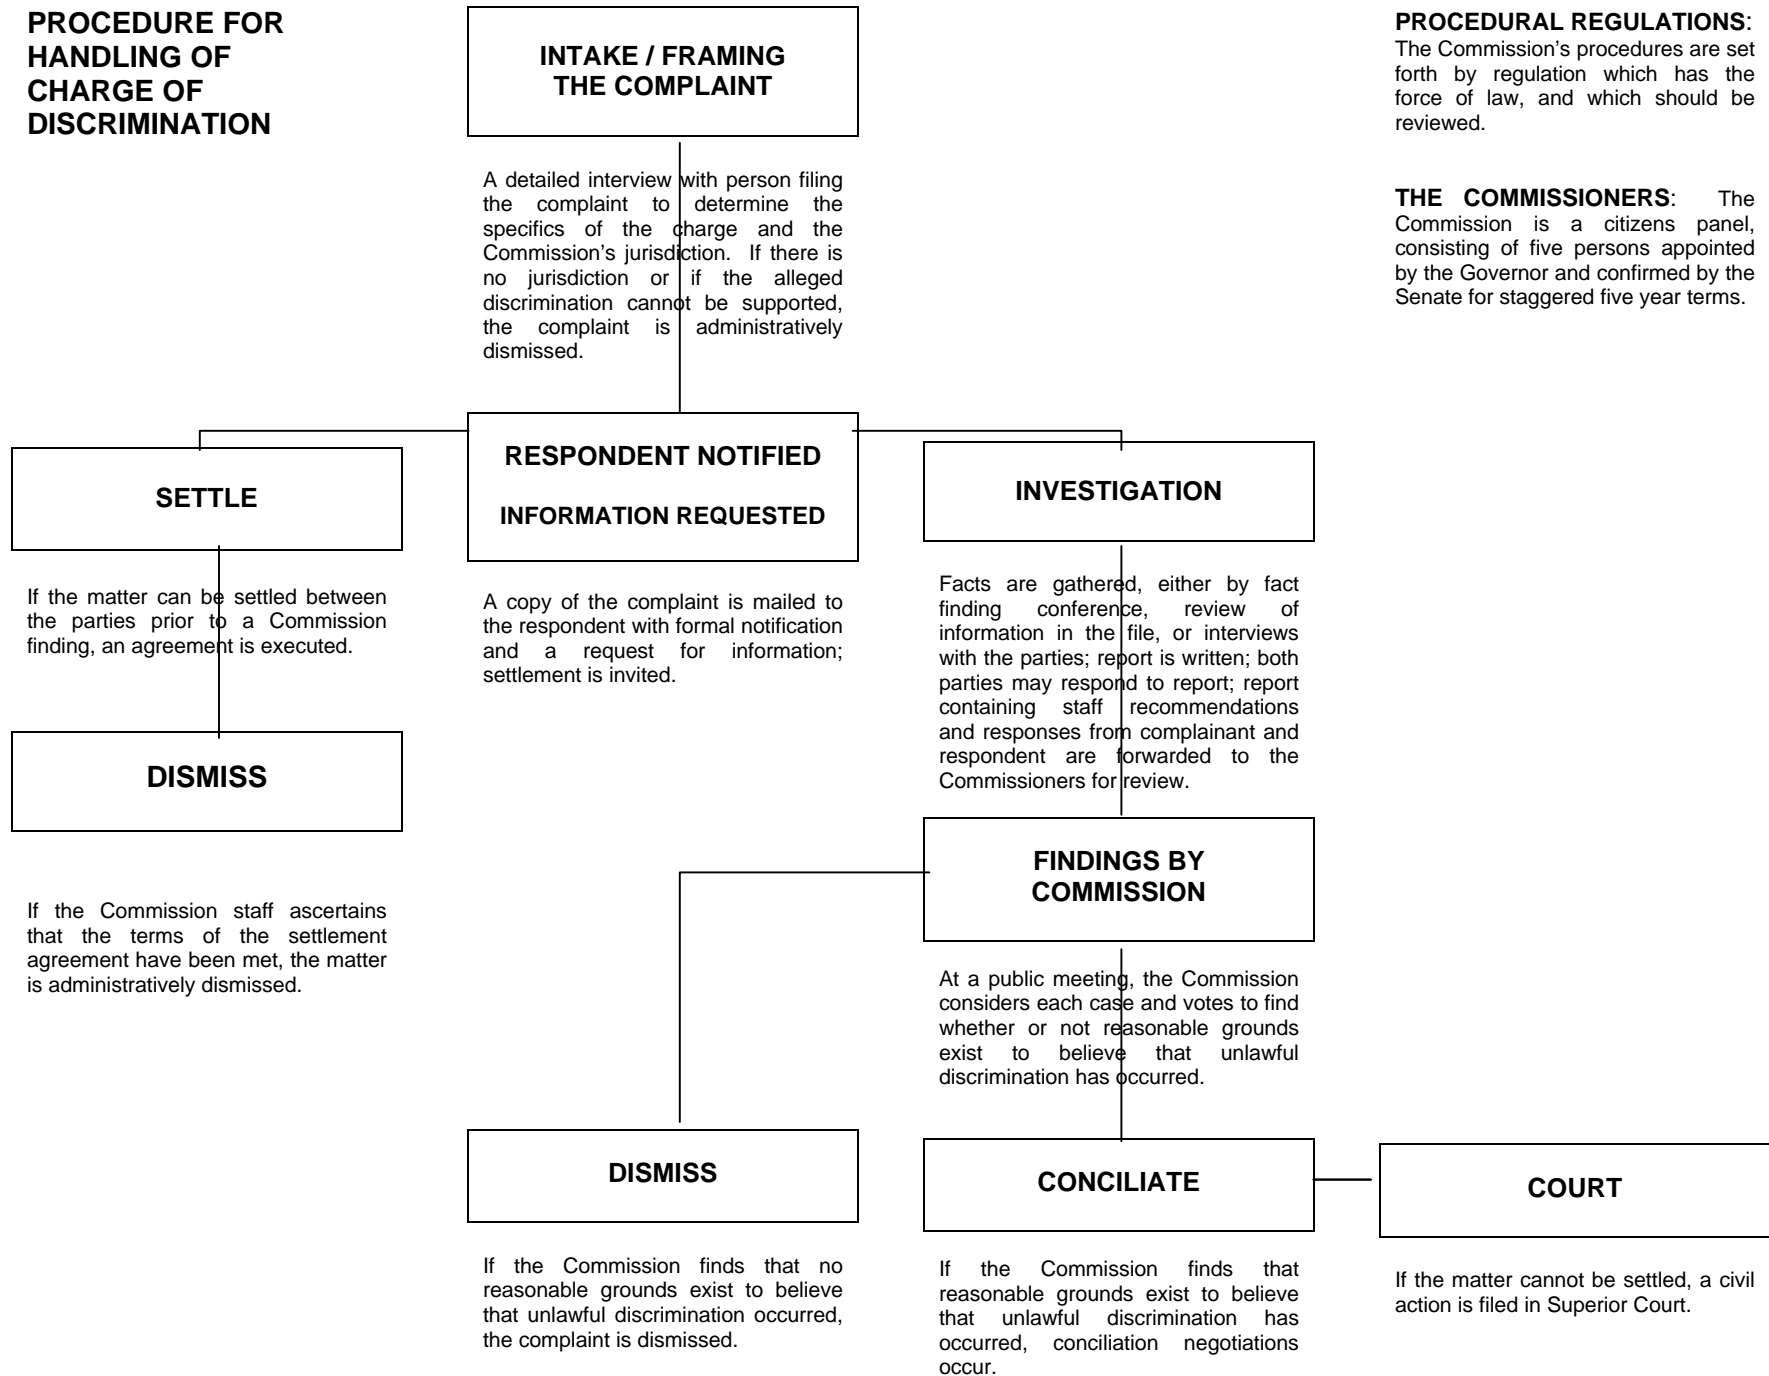 PROCEDURE FOR
HANDLING OF
CHARGE OF
DISCRIMINATION
INTAKE / FRAMING
THE COMPLAINT
A detailed interview with person filing
the complaint to determine the
specifics of the charge and the
Commission’s jurisdiction. If there is
no jurisdiction or if the alleged
discrimination cannot be supported,
the complaint is administratively
dismissed.
PROCEDURAL REGULATIONS:
The Commission’s procedures are set
forth by regulation which has the
force of law, and which should be
reviewed.
THE COMMISSIONERS: The
Commission is a citizens panel,
consisting of five persons appointed
by the Governor and confirmed by the
Senate for staggered five year terms.
SETTLE
If the matter can be settled between
the parties prior to a Commission
finding, an agreement is executed.
DISMISS
If the Commission staff ascertains
that the terms of the settlement
agreement have been met, the matter
is administratively dismissed.
RESPONDENT NOTIFIED
INFORMATION REQUESTED
A copy of the complaint is mailed to
the respondent with formal notification
and a request for information;
settlement is invited.
INVESTIGATION
Facts are gathered, either by fact
finding conference, review of
information in the file, or interviews
with the parties; report is written; both
parties may respond to report; report
containing staff recommendations
and responses from complainant and
respondent are forwarded to the
Commissioners for review.
FINDINGS BY
COMMISSION
At a public meeting, the Commission
considers each case and votes to find
whether or not reasonable grounds
exist to believe that unlawful
discrimination has occurred.
DISMISS
If the Commission finds that no
reasonable grounds exist to believe
that unlawful discrimination occurred,
the complaint is dismissed.
CONCILIATE
If the Commission finds that
reasonable grounds exist to believe
that unlawful discrimination has
occurred, conciliation negotiations
occur.
COURT
If the matter cannot be settled, a civil
action is filed in Superior Court.